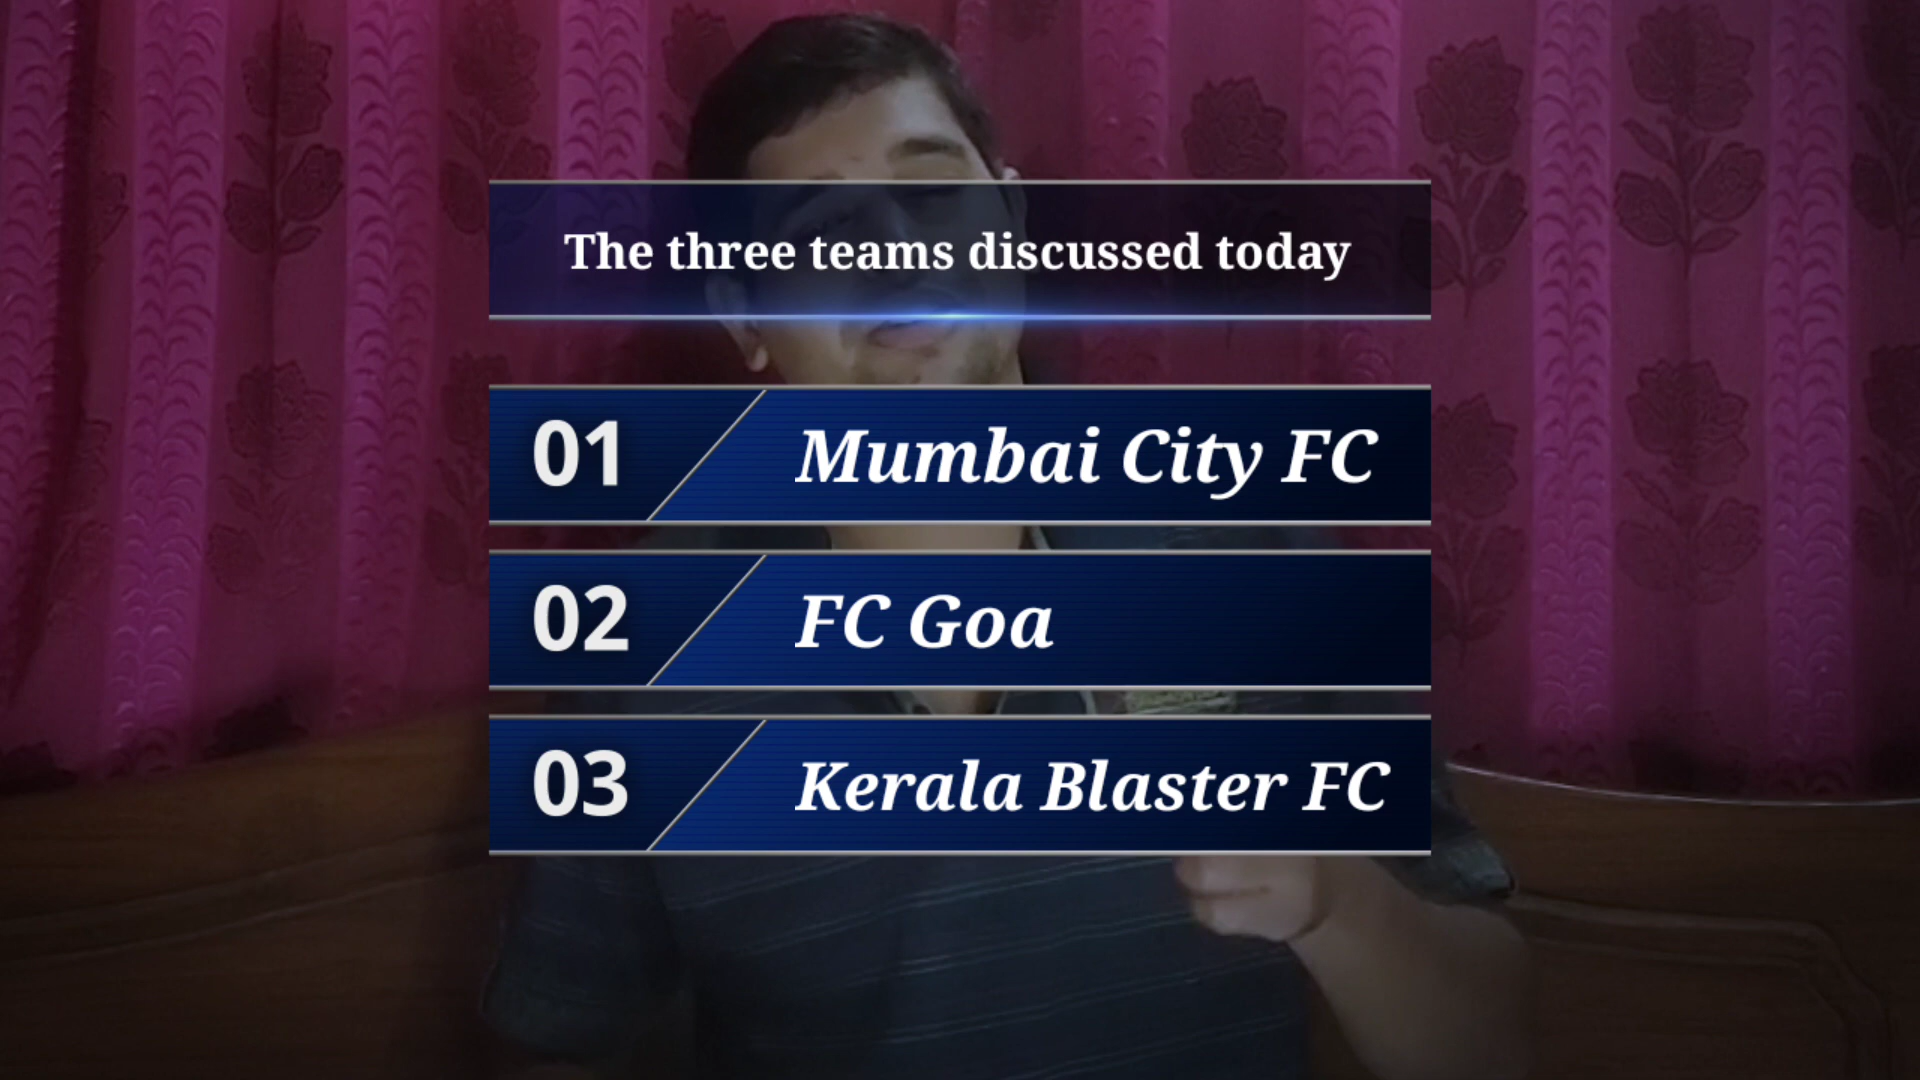 The three teams discussed today
01 Mumbai City FC
02 FC Goa
03 Kerala Blaster FC